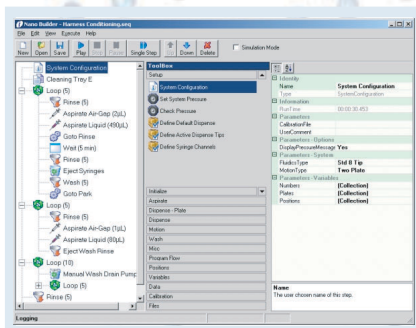 Nano Builder - Harness Conditioning.seq
File Edit View Execute Help
New Open Save Play Stop Pause Single Step Up Down Delete
Simulation Mode
System Configuration
Cleaning Tray E
Loop (5)
Rinse (5)
Aspirate Air-Gap (2µL)
Aspirate Liquid (490µL)
Goto Rinse
Wait (5 min)
Rinse (5)
Eject Syringes
Wash (5)
Goto Park
Loop (5)
Rinse (5)
Aspirate Air-Gap (1µL)
Aspirate Liquid (80µL)
Eject Wash Rinse
Loop (10)
Manual Wash Drain Pump
Loop (5)
Rinse (5)
ToolBox
Setup
System Configuration
Set System Pressure
Check Pressure
Define Default Dispense
Define Active Dispense Tips
Define Syringe Channels
Initialize
Aspirate
Dispense - Plate
Dispense
Motion
Wash
Misc
Program Flow
Positions
Variables
Data
Calibration
Files
Identity
Name System Configuration
Type SystemConfiguration
Information
RunTime 00:00:30.453
Parameters
CalibrationFile
UserComment
Parameters - Options
DisplayPressureMessage Yes
Parameters - System
FluidicsType Std 8 Tip
MotionType Two Plate
Parameters - Variables
Numbers (Collection)
Plates (Collection)
Positions (Collection)
Name
The user chosen name of this step.
Logging